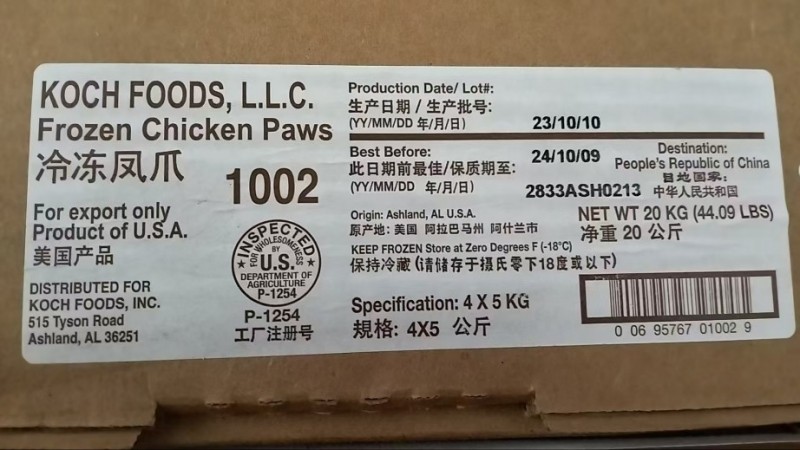 KOCH FOODS, L.L.C.
Frozen Chicken Paws
冷冻凤爪
1002
For export only
Product of U.S.A.
美国产品
INSPECTED
FOR WHOLESOMENESS
BY
U.S.
DEPARTMENT OF
AGRICULTURE
P-1254
P-1254
工厂注册号
DISTRIBUTED FOR
KOCH FOODS, INC.
515 Tyson Road
Ashland, AL 36251
Production Date/ Lot#:
生产日期 / 生产批号:
(YY/MM/DD 年/月/日)
23/10/10
Best Before:
此日期前最佳/保质期至:
(YY/MM/DD 年/月/日)
24/10/09
2833ASH0213
Destination:
People's Republic of China
目地国家:
中华人民共和国
Origin: Ashland, AL U.S.A.
原产地: 美国 阿拉巴马州 阿什兰市
NET WT 20 KG (44.09 LBS)
净重 20 公斤
KEEP FROZEN Store at Zero Degrees F (-18°C)
保持冷藏 (请储存于摄氏零下18度或以下)
Specification: 4 X 5 KG
规格: 4X5 公斤
0 06 95767 01002 9